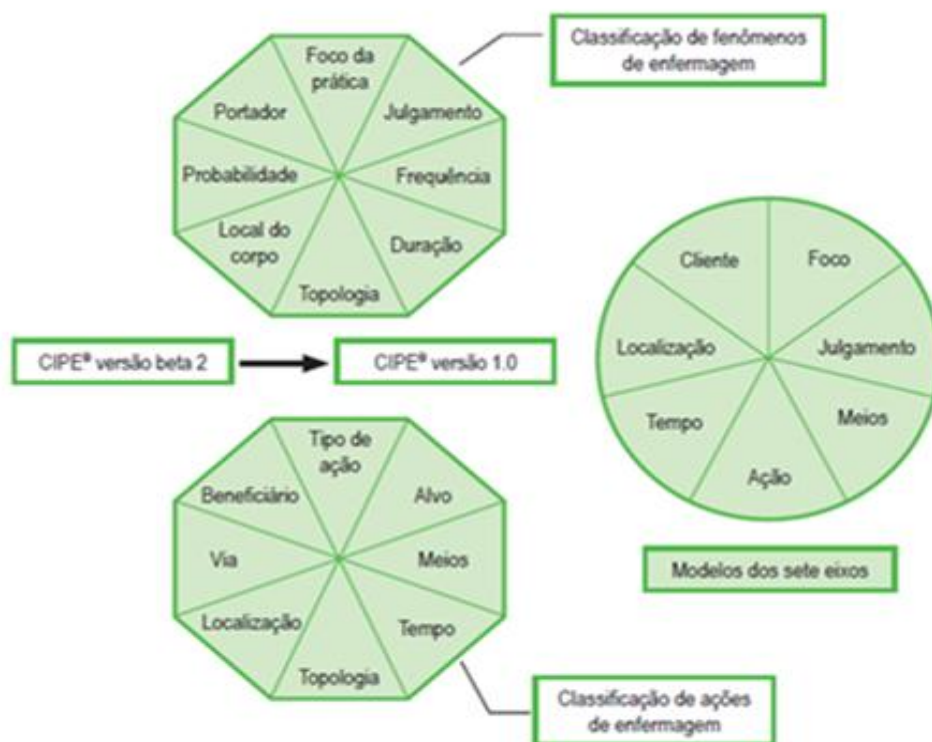 Foco da
prática
Julgamento
Frequência
Duração
Topologia
Local do
corpo
Probabilidade
Portador
Classificação de fenômenos
de enfermagem
CIPE® versão beta 2
CIPE® versão 1.0
Tipo de
ação
Alvo
Meios
Tempo
Topologia
Localização
Via
Beneficiário
Classificação de ações
de enfermagem
Cliente
Foco
Julgamento
Meios
Ação
Tempo
Localização
Modelos dos sete eixos